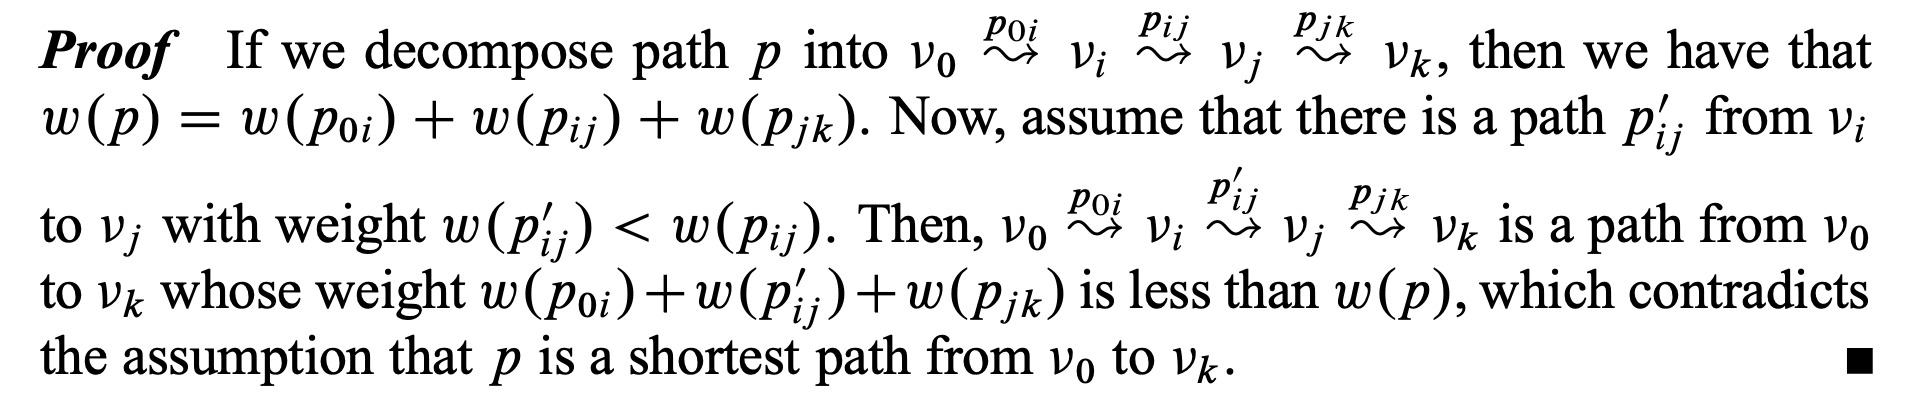 Proof If we decompose path p into v₀ ↝^{p₀ᵢ} vᵢ ↝^{pᵢⱼ} vⱼ ↝^{pⱼₖ} vₖ, then we have that
w(p) = w(p₀ᵢ) + w(pᵢⱼ) + w(pⱼₖ). Now, assume that there is a path p′ᵢⱼ from vᵢ
to vⱼ with weight w(p′ᵢⱼ) < w(pᵢⱼ). Then, v₀ ↝^{p₀ᵢ} vᵢ ↝^{p′ᵢⱼ} vⱼ ↝^{pⱼₖ} vₖ is a path from v₀
to vₖ whose weight w(p₀ᵢ)+w(p′ᵢⱼ)+w(pⱼₖ) is less than w(p), which contradicts
the assumption that p is a shortest path from v₀ to vₖ. ■